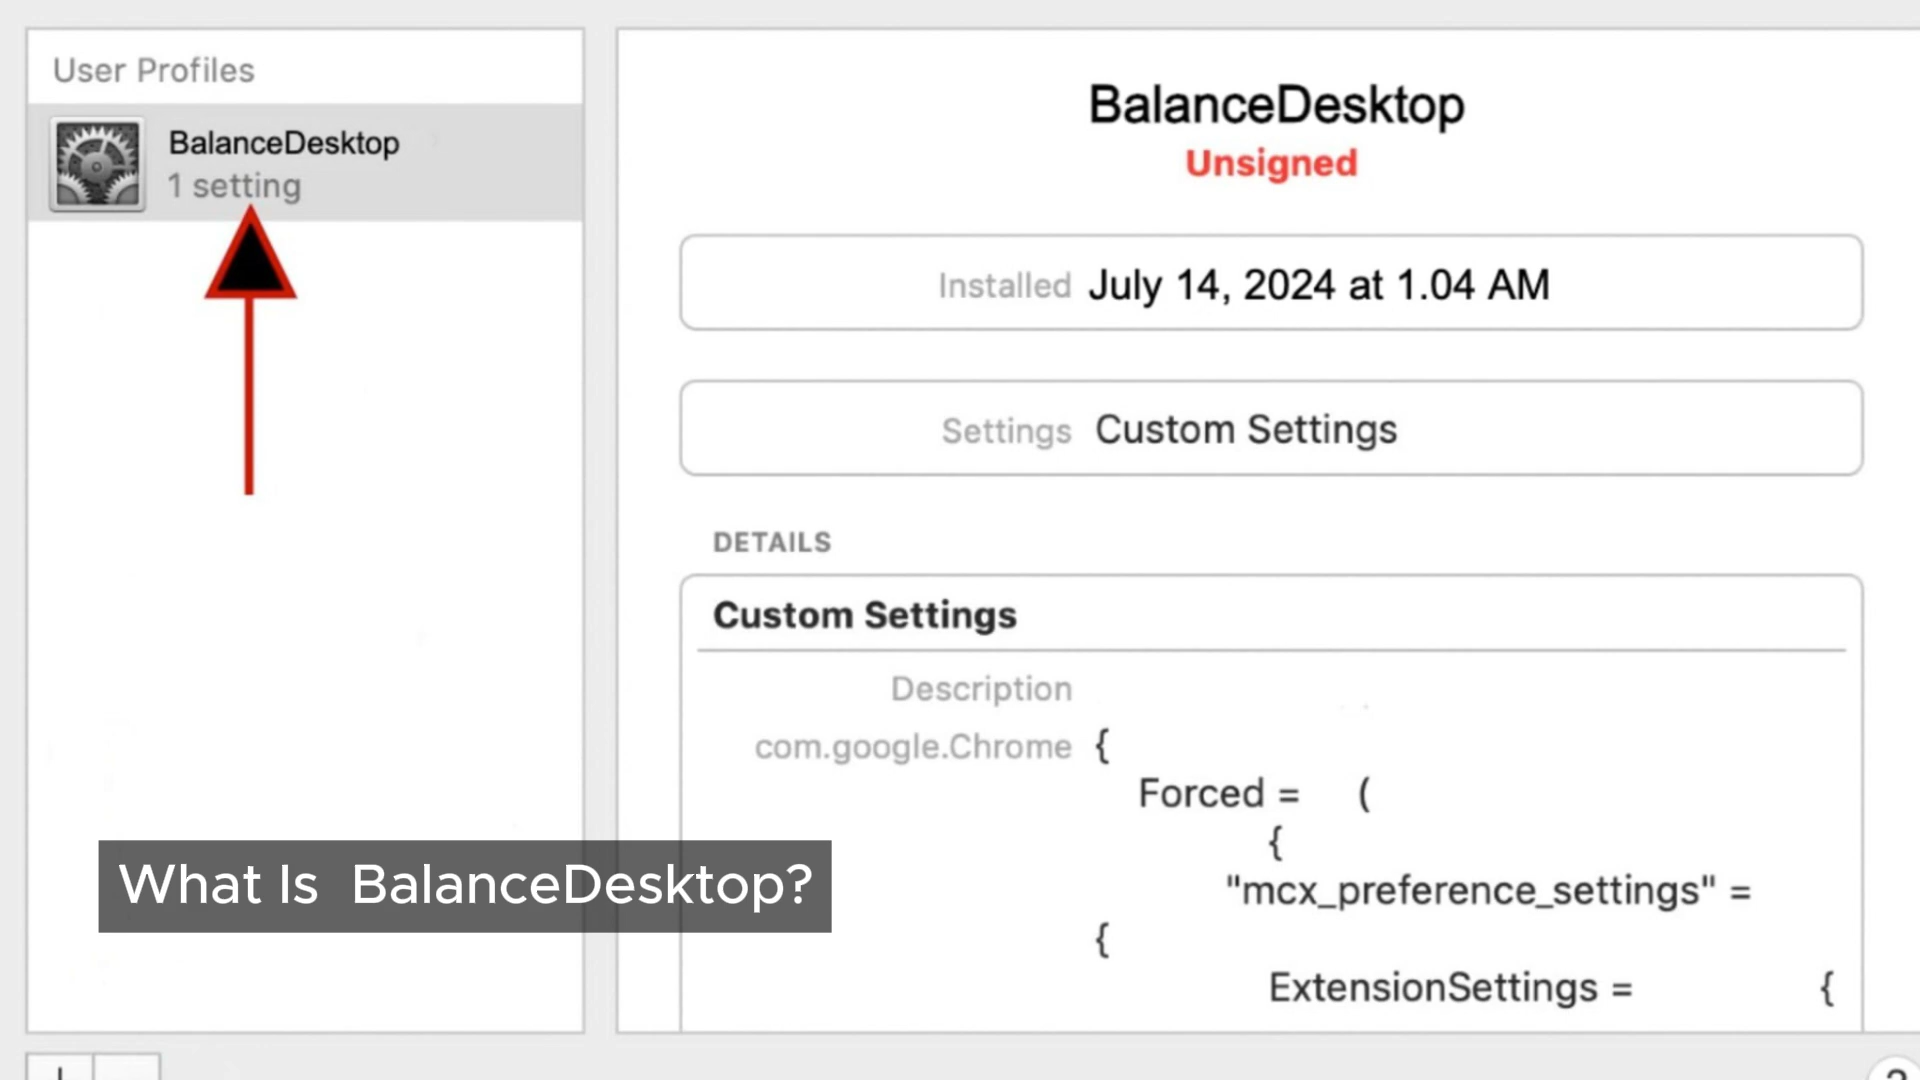 User Profiles
BalanceDesktop
1 setting
BalanceDesktop
Unsigned
Installed July 14, 2024 at 1.04 AM
Settings Custom Settings
DETAILS
Custom Settings
Description
com.google.Chrome {
Forced = (
{
"mcx_preference_settings" =
{
ExtensionSettings = {
What Is BalanceDesktop?